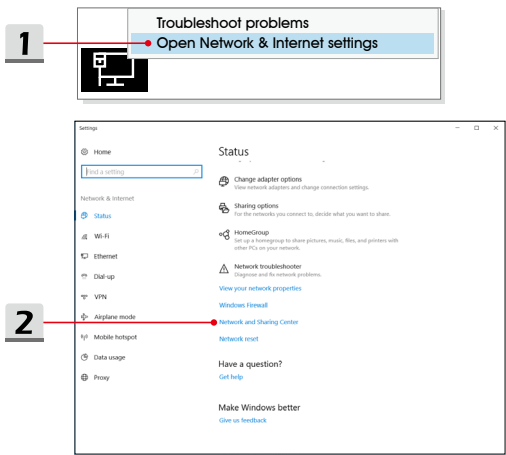 1
Troubleshoot problems
Open Network & Internet settings
2
Settings
Home
Find a setting
Network & Internet
Status
Wi-Fi
Ethernet
Dial-up
VPN
Airplane mode
Mobile hotspot
Data usage
Proxy
Status
Change adapter options
View network adapters and change connection settings.
Sharing options
For the networks you connect to, decide what you want to share.
HomeGroup
Set up a homegroup to share pictures, music, files, and printers with
other PCs on your network.
Network troubleshooter
Diagnose and fix network problems.
View your network properties
Windows Firewall
Network and Sharing Center
Network reset
Have a question?
Get help
Make Windows better
Give us feedback